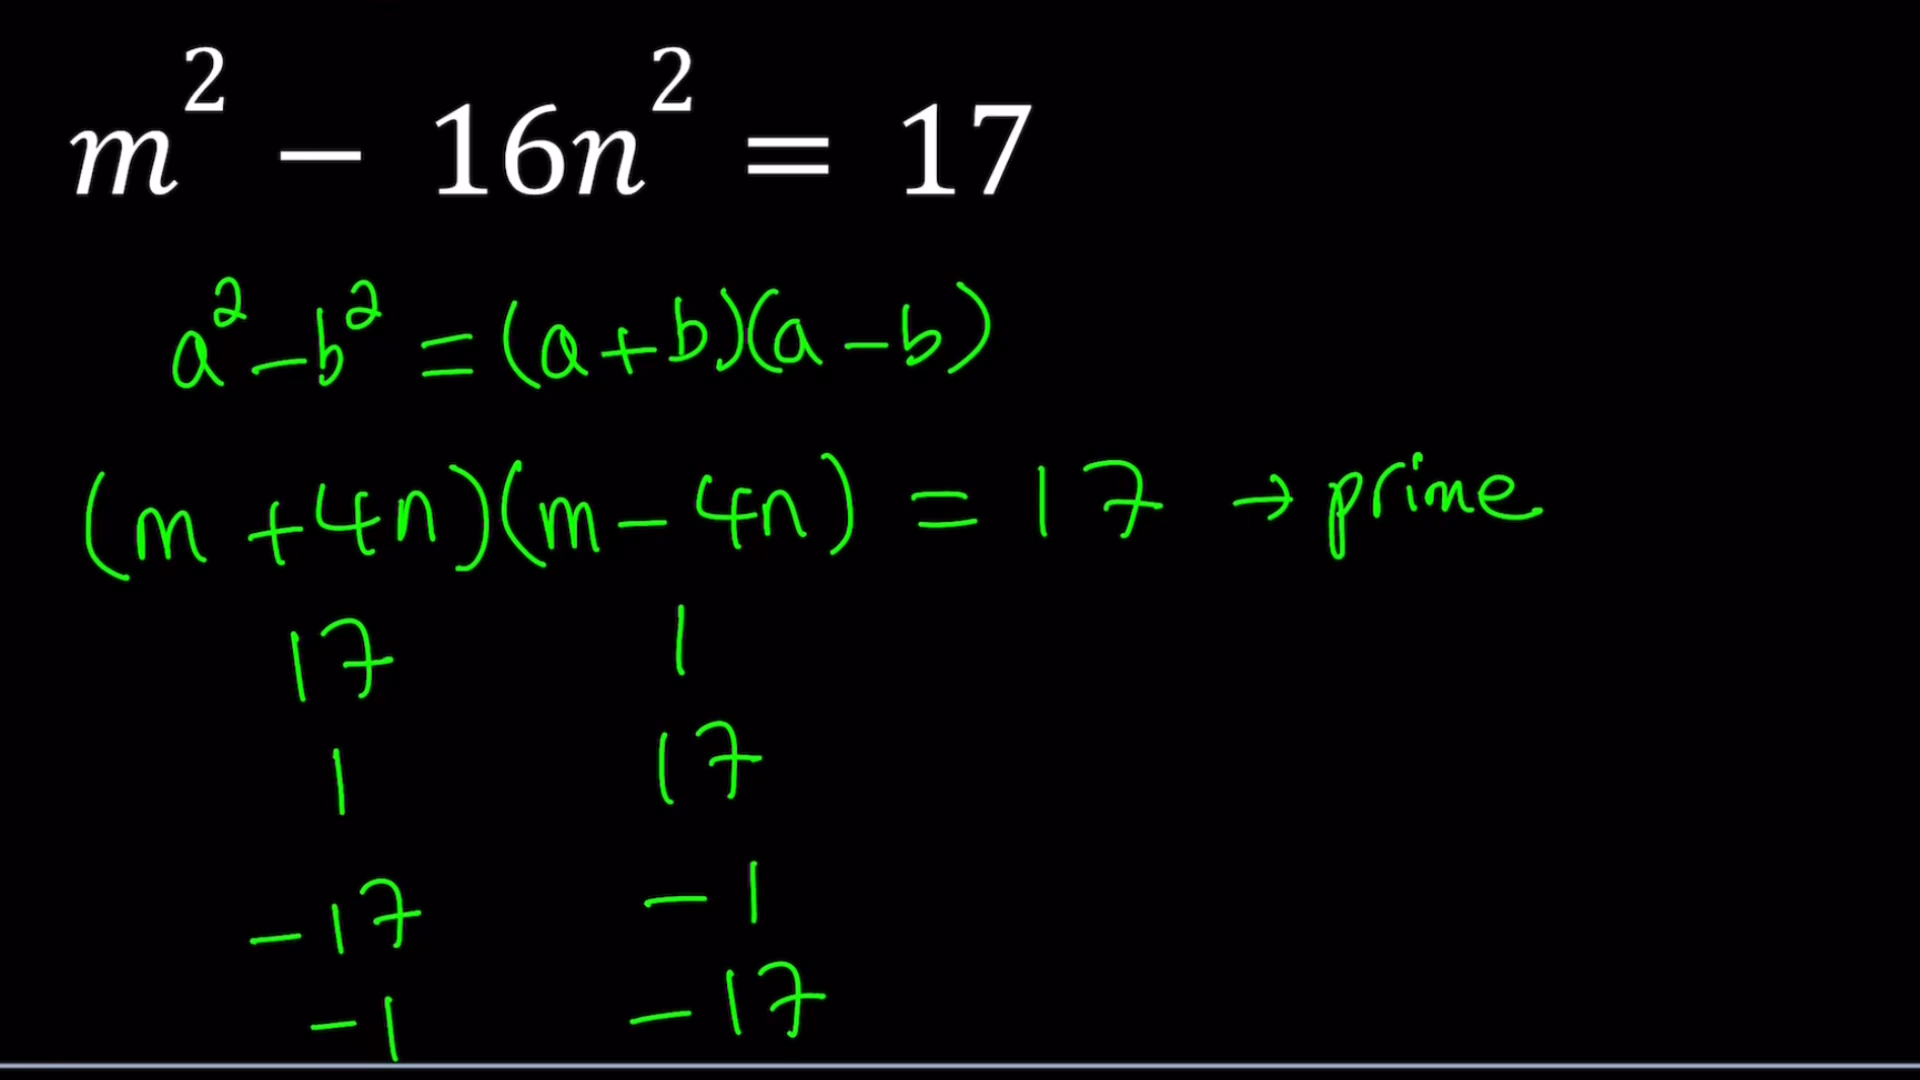 m² − 16n² = 17
a² − b² = (a+b)(a−b)
(m+4n)(m−4n) = 17 → prime
17 1
1 17
−17 −1
−1 −17